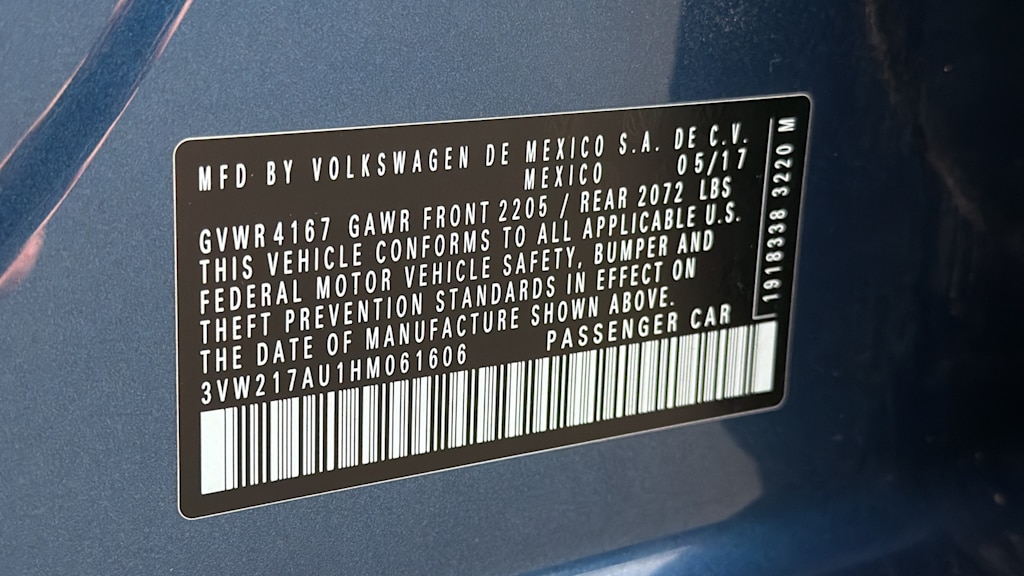 MFD BY VOLKSWAGEN DE MEXICO S.A. DE C.V.
MEXICO 05/17
GVWR 4167 GAWR FRONT 2205 / REAR 2072 LBS
THIS VEHICLE CONFORMS TO ALL APPLICABLE U.S.
FEDERAL MOTOR VEHICLE SAFETY, BUMPER AND
THEFT PREVENTION STANDARDS IN EFFECT ON
THE DATE OF MANUFACTURE SHOWN ABOVE.
3VW217AU1HM061606 PASSENGER CAR
1918338 3220 M